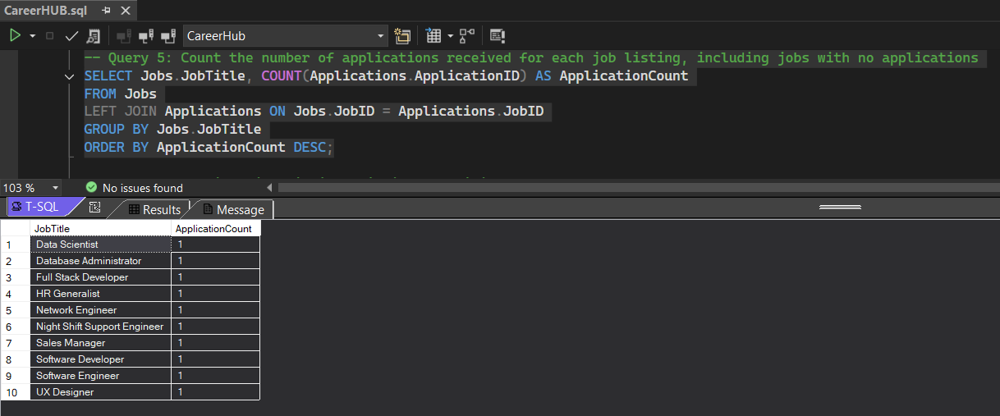 CareerHUB.sql
CareerHub
-- Query 5: Count the number of applications received for each job listing, including jobs with no applications
SELECT Jobs.JobTitle, COUNT(Applications.ApplicationID) AS ApplicationCount
FROM Jobs
LEFT JOIN Applications ON Jobs.JobID = Applications.JobID
GROUP BY Jobs.JobTitle
ORDER BY ApplicationCount DESC;
103 % No issues found
T-SQL Results Message
JobTitle ApplicationCount
1 Data Scientist 1
2 Database Administrator 1
3 Full Stack Developer 1
4 HR Generalist 1
5 Network Engineer 1
6 Night Shift Support Engineer 1
7 Sales Manager 1
8 Software Developer 1
9 Software Engineer 1
10 UX Designer 1